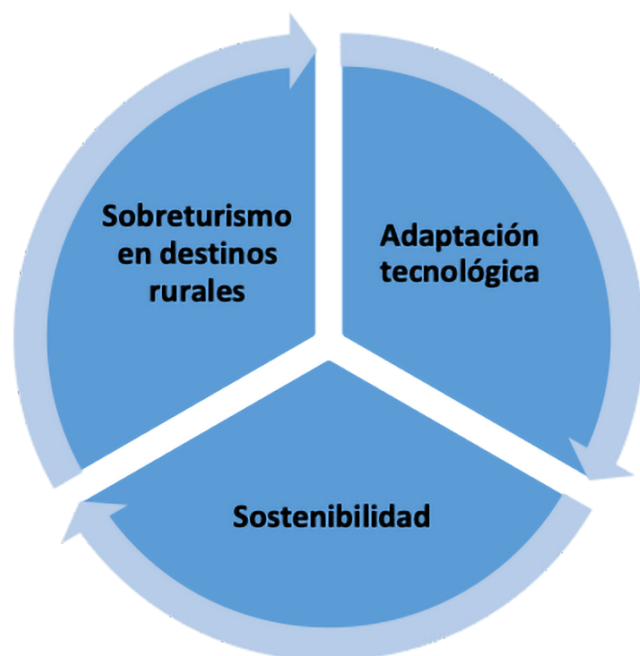 Sobreturismo
en destinos
rurales
Adaptación
tecnológica
Sostenibilidad